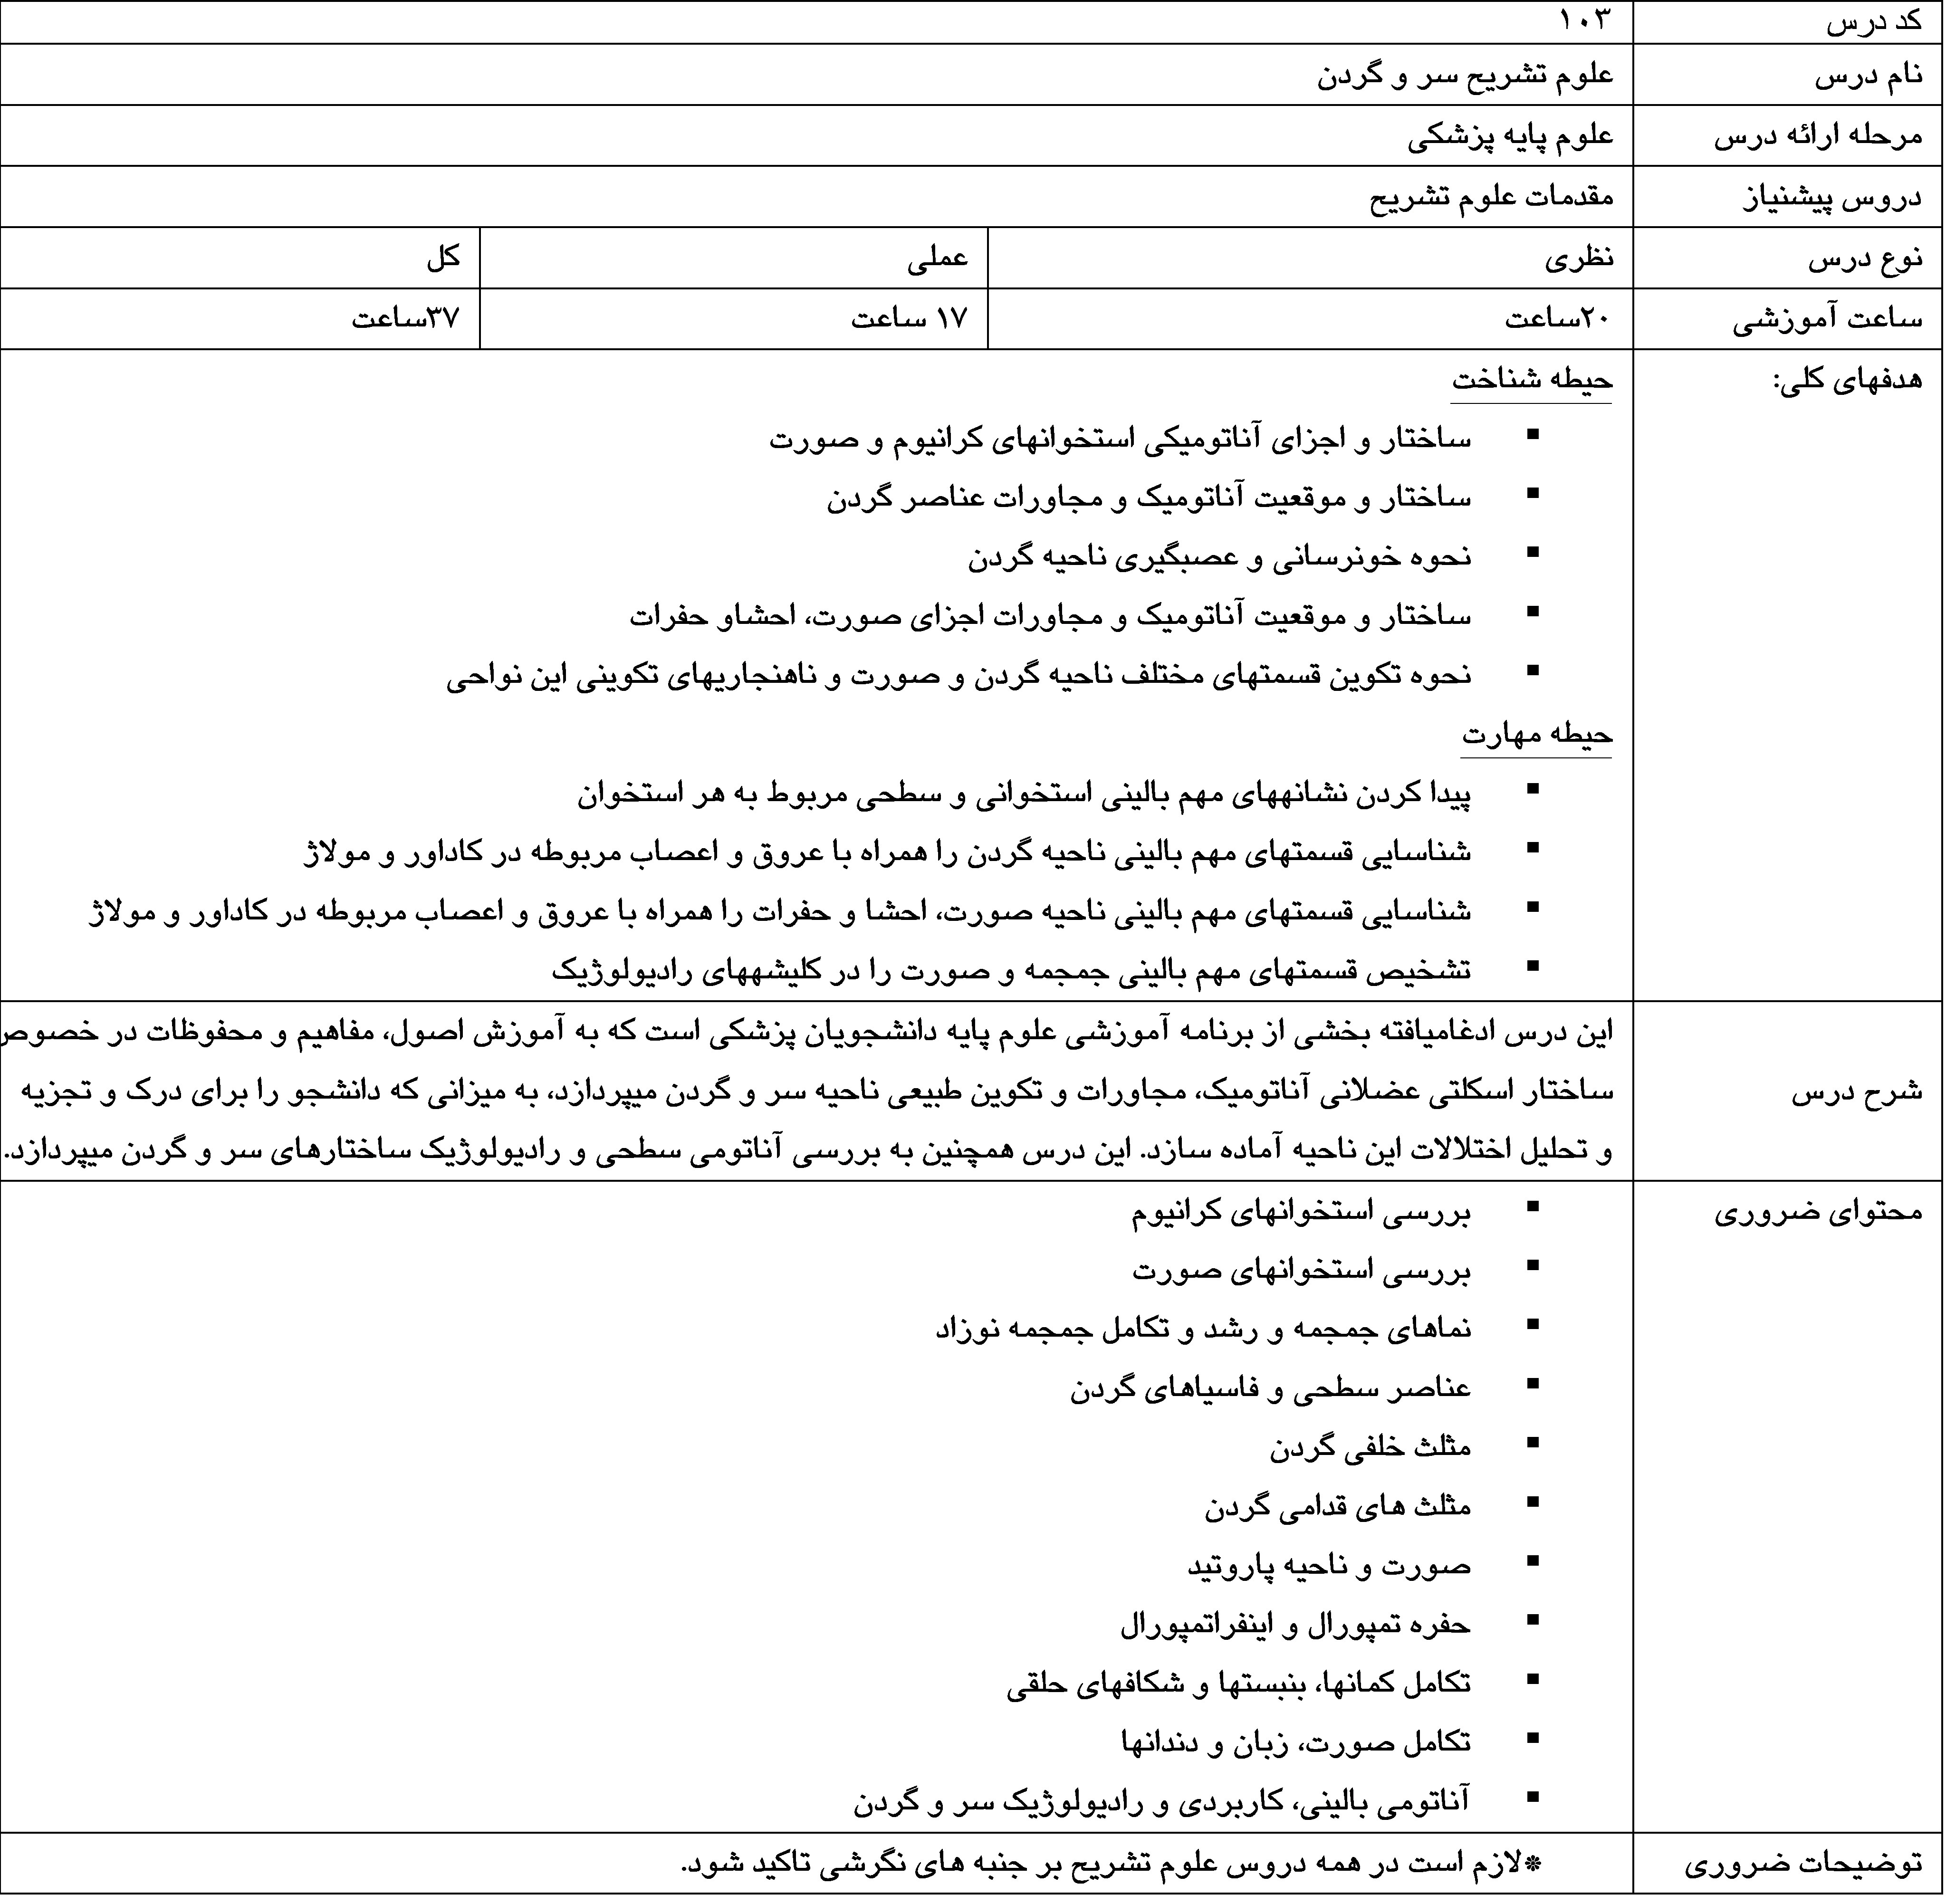 کد درس ۱۰۳
نام درس علوم تشریح سر و گردن
مرحله ارائه درس علوم پایه پزشکی
دروس پیشنیاز مقدمات علوم تشریح
نوع درس نظری عملی کل
ساعت آموزشی ۲۰ساعت ۱۷ ساعت ۳۷ساعت
هدفهای کلی: حیطه شناخت
▪ ساختار و اجزای آناتومیکی استخوانهای کرانیوم و صورت
▪ ساختار و موقعیت آناتومیک و مجاورات عناصر گردن
▪ نحوه خونرسانی و عصبگیری ناحیه گردن
▪ ساختار و موقعیت آناتومیک و مجاورات اجزای صورت، احشاو حفرات
▪ نحوه تکوین قسمتهای مختلف ناحیه گردن و صورت و ناهنجاریهای تکوینی این نواحی
حیطه مهارت
▪ پیدا کردن نشانههای مهم بالینی استخوانی و سطحی مربوط به هر استخوان
▪ شناسایی قسمتهای مهم بالینی ناحیه گردن را همراه با عروق و اعصاب مربوطه در کاداور و مولاژ
▪ شناسایی قسمتهای مهم بالینی ناحیه صورت، احشا و حفرات را همراه با عروق و اعصاب مربوطه در کاداور و مولاژ
▪ تشخیص قسمتهای مهم بالینی جمجمه و صورت را در کلیشههای رادیولوژیک
این درس ادغامیافته بخشی از برنامه آموزشی علوم پایه دانشجویان پزشکی است که به آموزش اصول، مفاهیم و محفوظات در خصوص
شرح درس ساختار اسکلتی عضلانی آناتومیک، مجاورات و تکوین طبیعی ناحیه سر و گردن میپردازد، به میزانی که دانشجو را برای درک و تجزیه
و تحلیل اختلالات این ناحیه آماده سازد. این درس همچنین به بررسی آناتومی سطحی و رادیولوژیک ساختارهای سر و گردن میپردازد.
محتوای ضروری ▪ بررسی استخوانهای کرانیوم
▪ بررسی استخوانهای صورت
▪ نماهای جمجمه و رشد و تکامل جمجمه نوزاد
▪ عناصر سطحی و فاسیاهای گردن
▪ مثلث خلفی گردن
▪ مثلث های قدامی گردن
▪ صورت و ناحیه پاروتید
▪ حفره تمپورال و اینفراتمپورال
▪ تکامل کمانها، بنبستها و شکافهای حلقی
▪ تکامل صورت، زبان و دندانها
▪ آناتومی بالینی، کاربردی و رادیولوژیک سر و گردن
توضیحات ضروری *لازم است در همه دروس علوم تشریح بر جنبه های نگرشی تاکید شود.